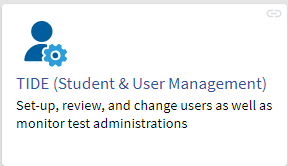 TIDE (Student & User Management)
Set-up, review, and change users as well as
monitor test administrations